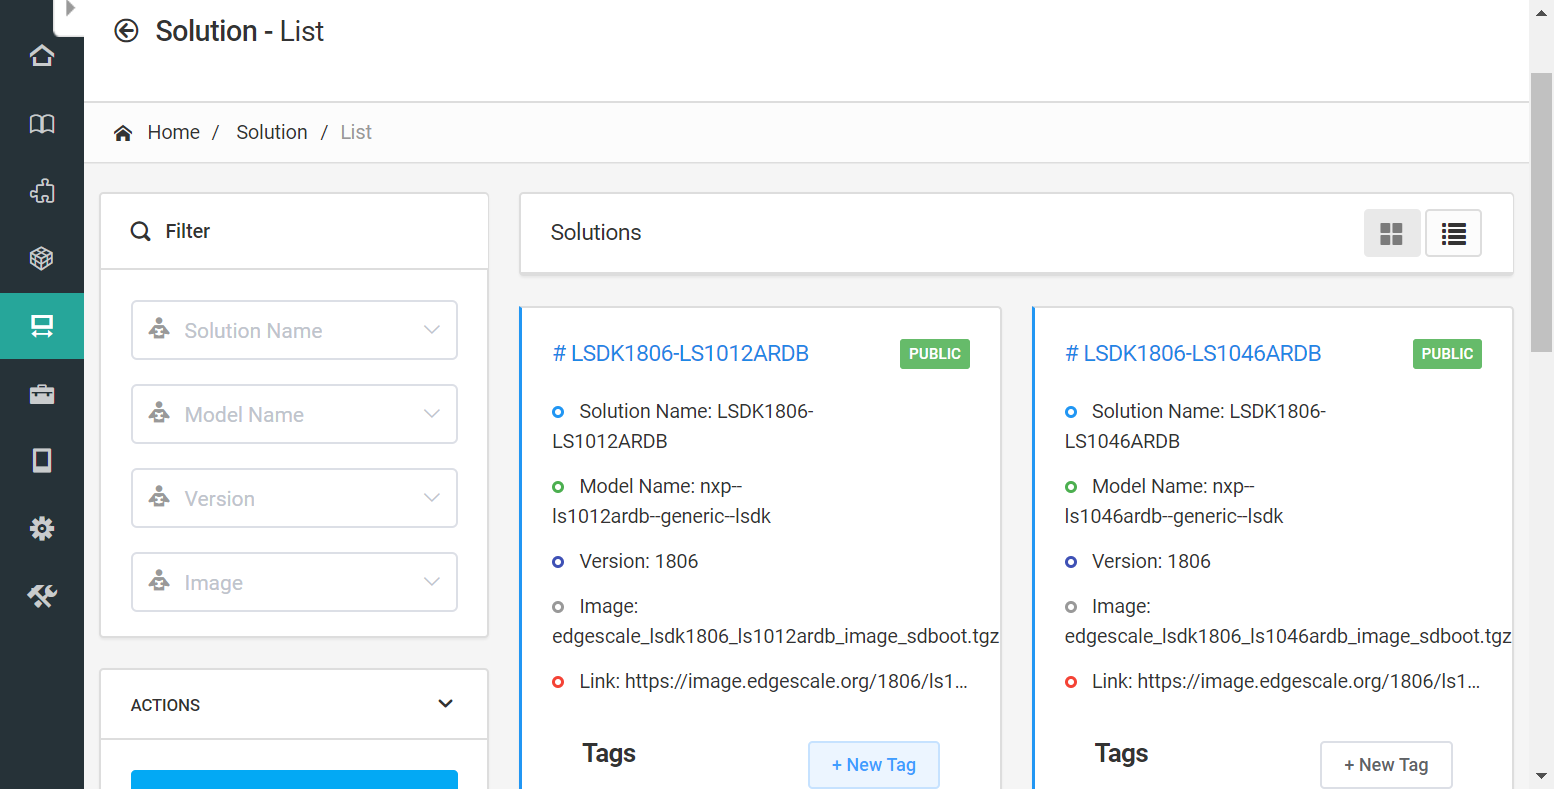 Solution - List
Home / Solution / List
Filter
Solution Name
Model Name
Version
Image
ACTIONS
Solutions
# LSDK1806-LS1012ARDB
PUBLIC
Solution Name: LSDK1806-
LS1012ARDB
Model Name: nxp--
ls1012ardb--generic--lsdk
Version: 1806
Image:
edgescale_lsdk1806_ls1012ardb_image_sdboot.tgz
Link: https://image.edgescale.org/1806/ls1...
Tags
+ New Tag
# LSDK1806-LS1046ARDB
PUBLIC
Solution Name: LSDK1806-
LS1046ARDB
Model Name: nxp--
ls1046ardb--generic--lsdk
Version: 1806
Image:
edgescale_lsdk1806_ls1046ardb_image_sdboot.tgz
Link: https://image.edgescale.org/1806/ls1...
Tags
+ New Tag